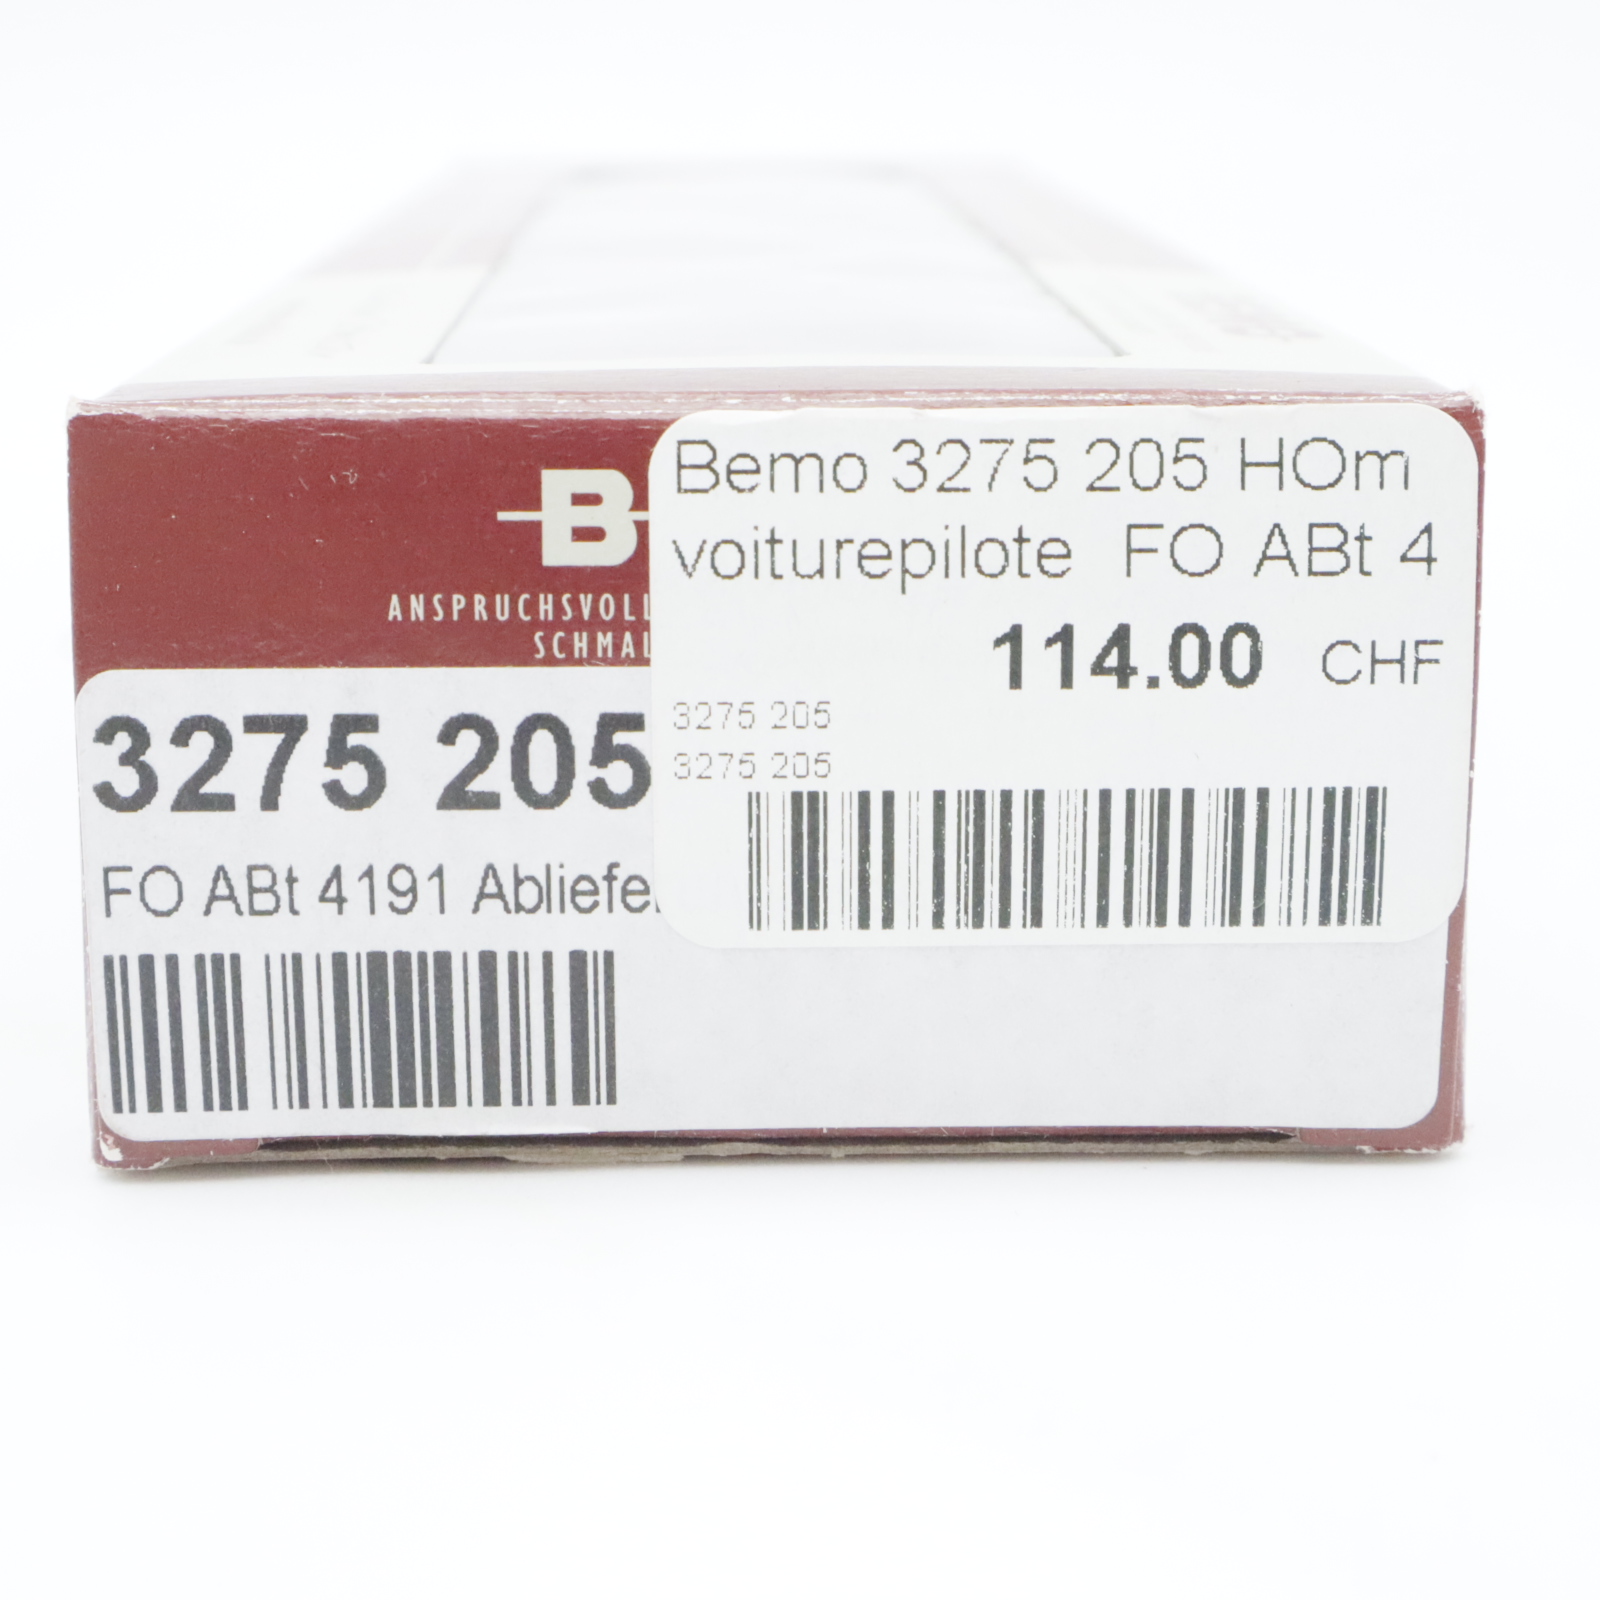 B
ANSPRUCHSVOLL
SCHMAL
3275 205
FO ABt 4191 Abliefe
Bemo 3275 205 HOm
voiturepilote FO ABt 4
114.00 CHF
3275 205
3275 205